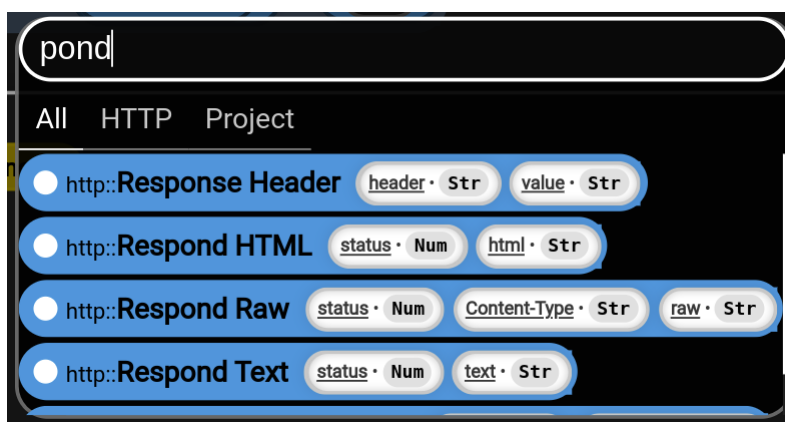 pond
All HTTP Project
http::Response Header header · Str value · Str
http::Respond HTML status · Num html · Str
http::Respond Raw status · Num Content-Type · Str raw · Str
http::Respond Text status · Num text · Str